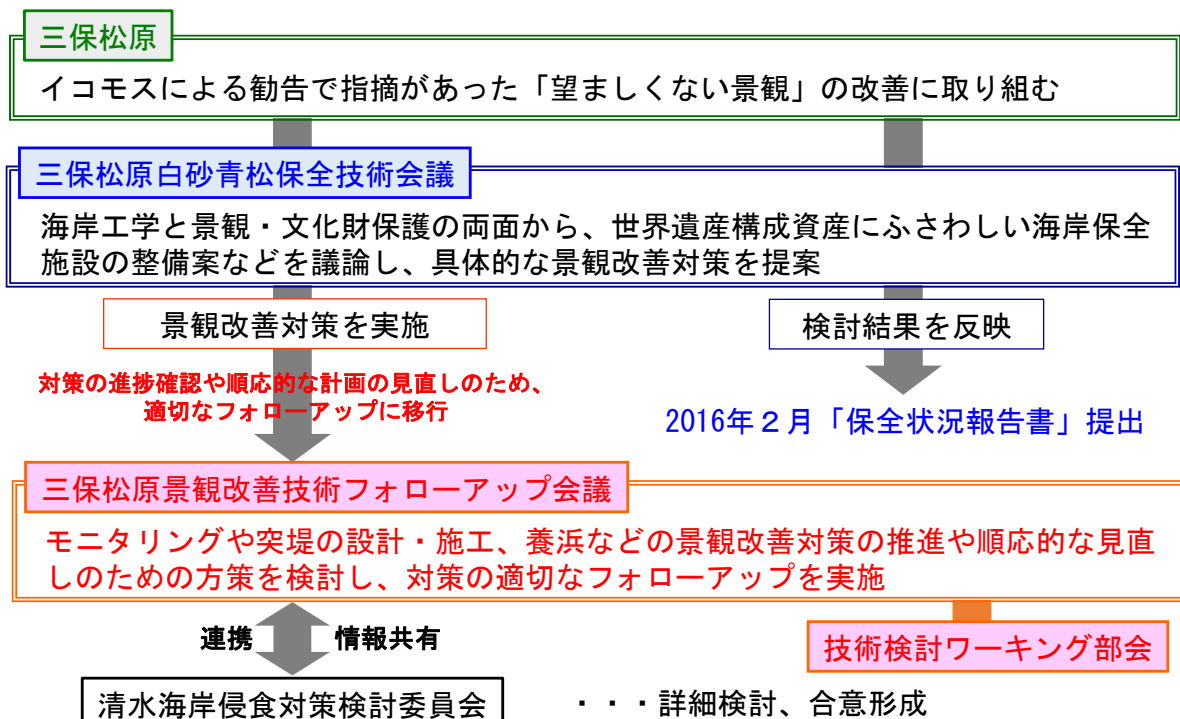 三保松原
イコモスによる勧告で指摘があった「望ましくない景観」の改善に取り組む
三保松原白砂青松保全技術会議
海岸工学と景観・文化財保護の両面から、世界遺産構成資産にふさわしい海岸保全
施設の整備案などを議論し、具体的な景観改善対策を提案
景観改善対策を実施
検討結果を反映
対策の進捗確認や順応的な計画の見直しのため、
適切なフォローアップに移行
2016年２月「保全状況報告書」提出
三保松原景観改善技術フォローアップ会議
モニタリングや突堤の設計・施工、養浜などの景観改善対策の推進や順応的な見直
しのための方策を検討し、対策の適切なフォローアップを実施
連携 情報共有
技術検討ワーキング部会
清水海岸侵食対策検討委員会 ・・・詳細検討、合意形成